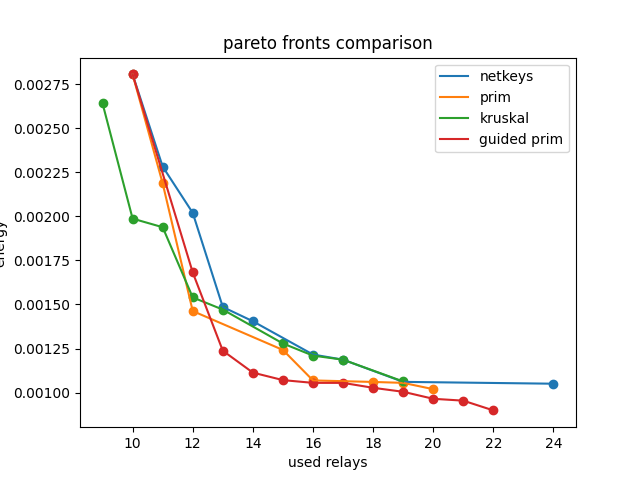 pareto fronts comparison
netkeys
prim
kruskal
guided prim
0.00275
0.00250
0.00225
0.00200
0.00175
0.00150
0.00125
0.00100
energy
10 12 14 16 18 20 22 24
used relays